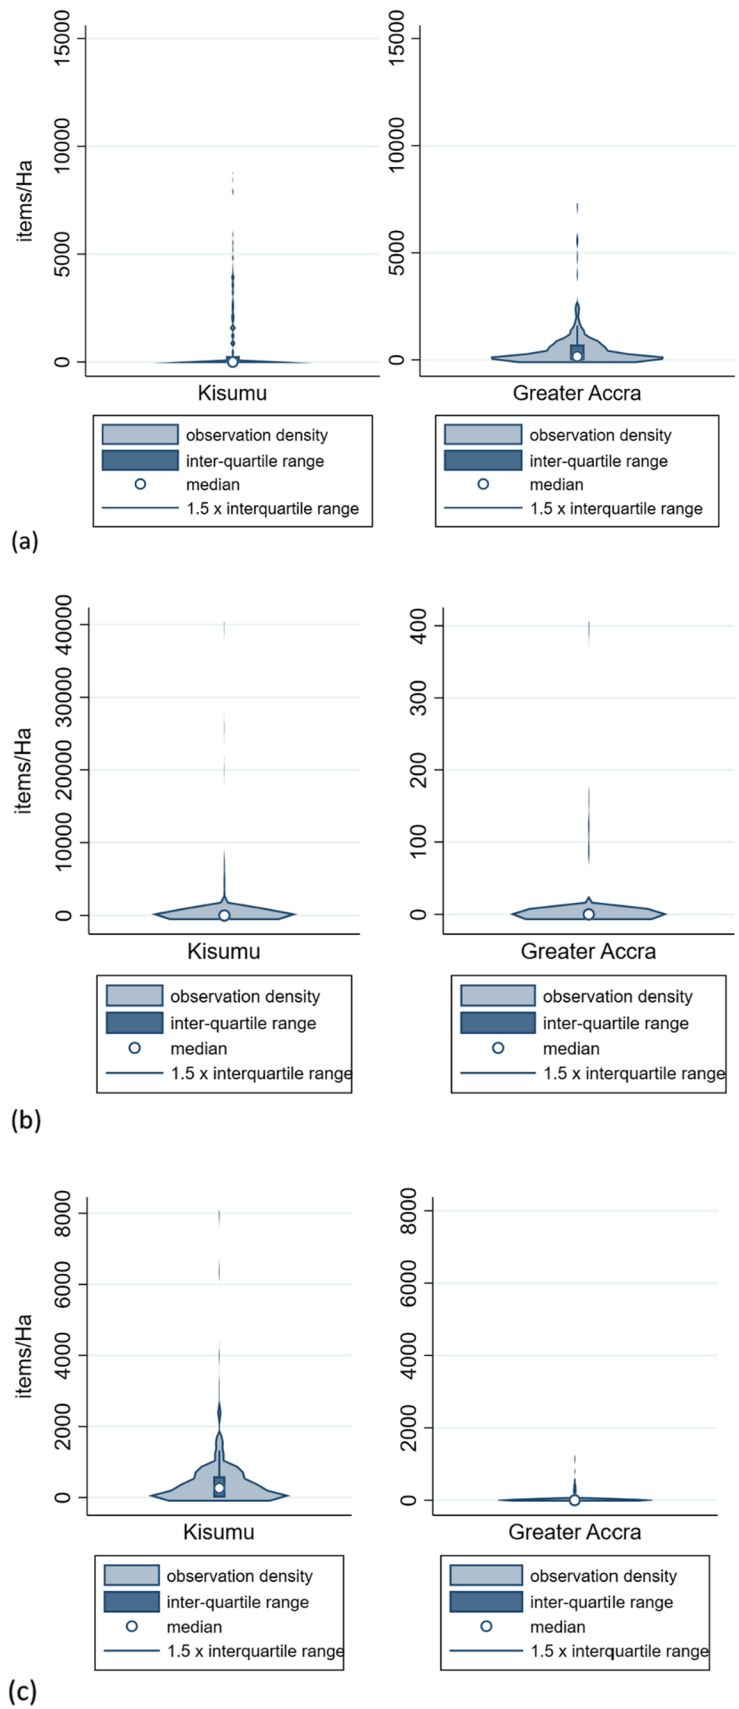 items/Ha
15000
10000
5000
0
Kisumu
15000
10000
5000
0
Greater Accra
observation density
inter-quartile range
median
1.5 x interquartile range
observation density
inter-quartile range
median
1.5 x interquartile range
(a)
items/Ha
40000
30000
20000
10000
0
Kisumu
400
300
200
100
0
Greater Accra
observation density
inter-quartile range
median
1.5 x interquartile range
observation density
inter-quartile range
median
1.5 x interquartile range
(b)
items/Ha
8000
6000
4000
2000
0
Kisumu
8000
6000
4000
2000
0
Greater Accra
observation density
inter-quartile range
median
1.5 x interquartile range
observation density
inter-quartile range
median
1.5 x interquartile range
(c)